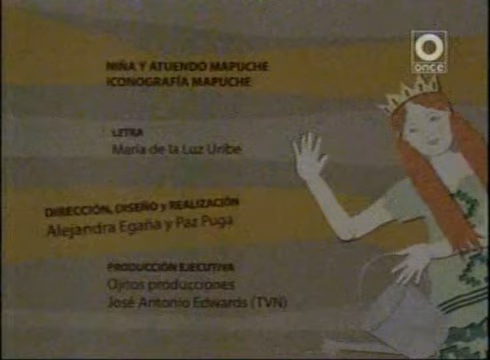 once
NIÑA Y ATUENDO MAPUCHE
ICONOGRAFÍA MAPUCHE
LETRA
María de la Luz Uribe
DIRECCIÓN, DISEÑO y REALIZACIÓN
Alejandra Egaña y Paz Puga
PRODUCCIÓN EJECUTIVA
Ojitos producciones
José Antonio Edwards (TVN)